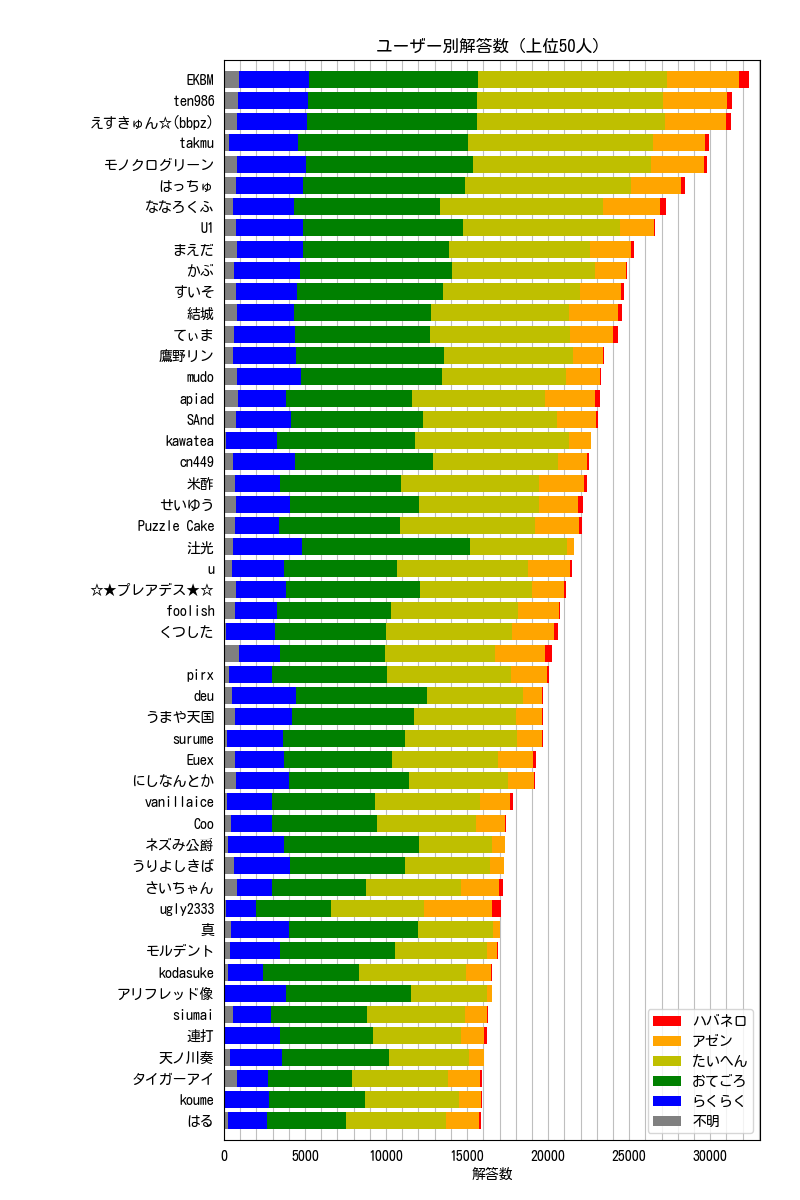 ユーザー別解答数 (上位50人)
EKBM
ten986
えすきゅん☆(bbpz)
takmu
モノクログリーン
はっちゅ
ななろくふ
U1
まえだ
かぶ
すいそ
結城
てぃま
鷹野リン
mudo
apiad
SAnd
kawatea
cn449
米酢
せいゆう
Puzzle Cake
汢光
u
☆★プレアデス★☆
foolish
くつした
pirx
deu
うまや天国
surume
Euex
にしなんとか
vanillaice
Coo
ネズみ公爵
うりよしきば
さいちゃん
ugly2333
真
モルデント
kodasuke
アリフレッド像
siumai
連打
天ノ川奏
タイガーアイ
koume
はる
ハバネロ
アゼン
たいへん
おてごろ
らくらく
不明
0 5000 10000 15000 20000 25000 30000
解答数